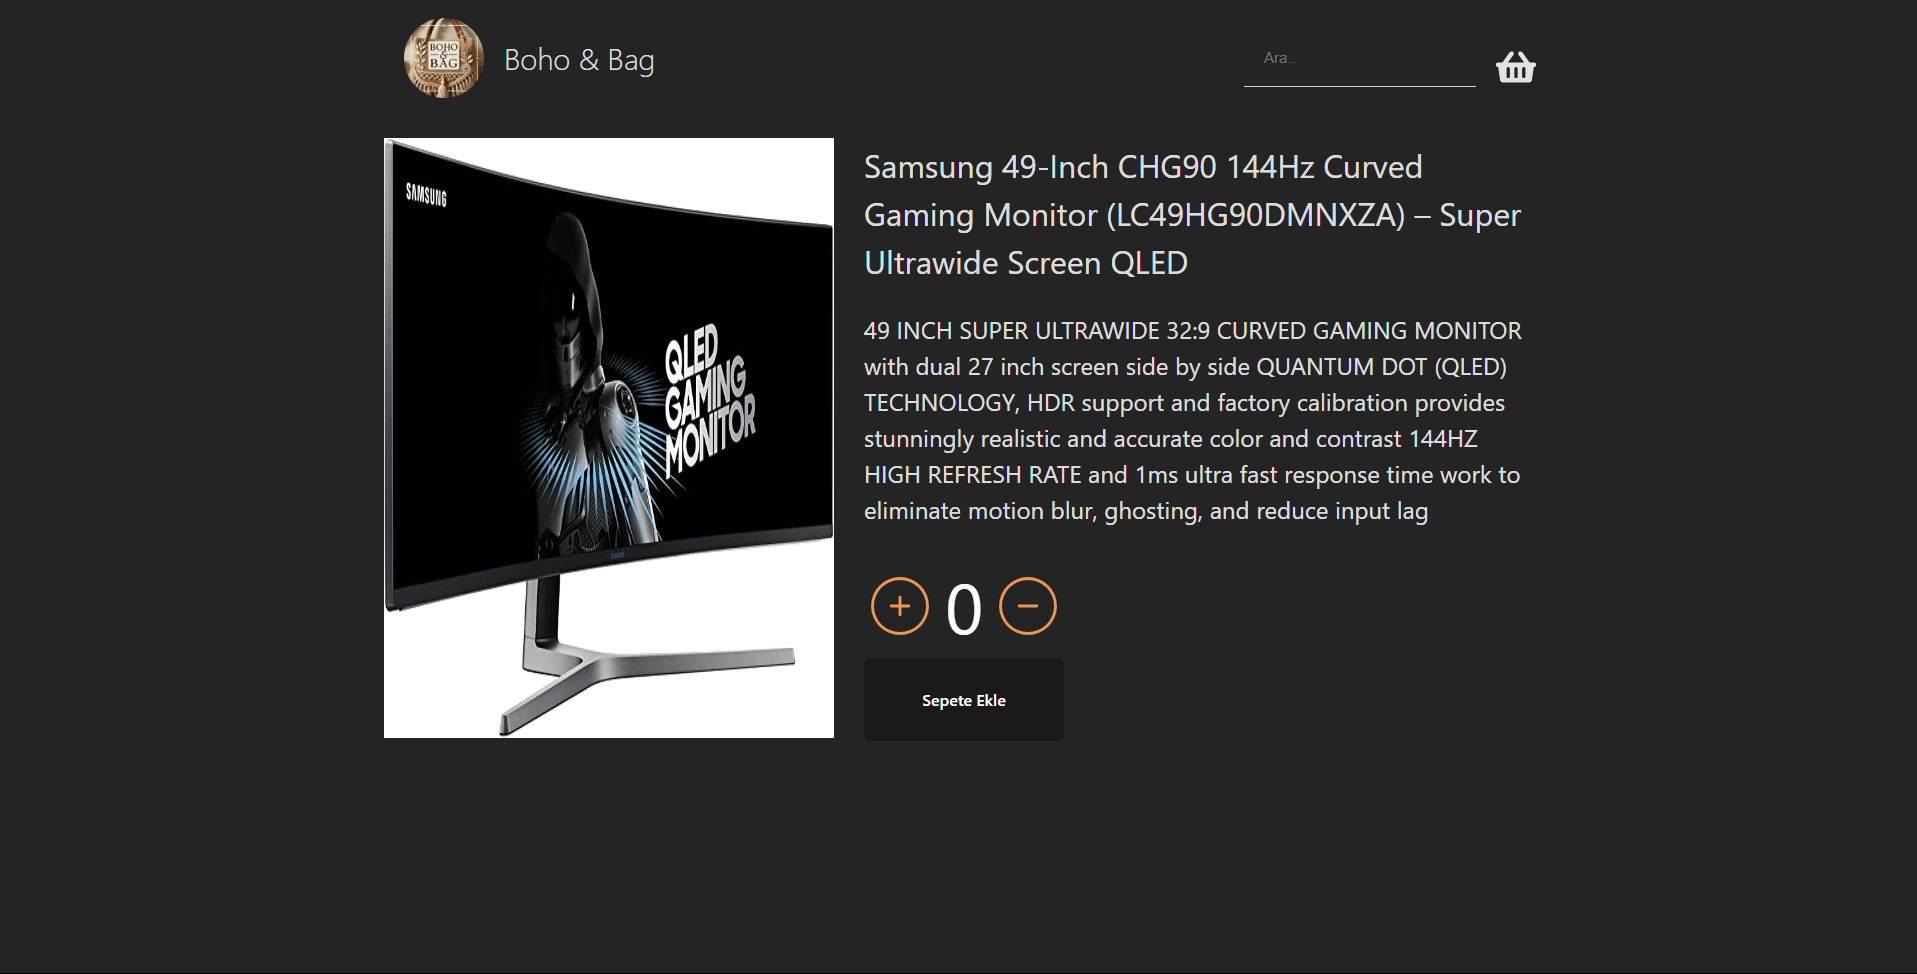 BOHO
&
BAG
Boho & Bag
Ara..
SAMSUNG
QLED
GAMING
MONITOR
Samsung 49-Inch CHG90 144Hz Curved
Gaming Monitor (LC49HG90DMNXZA) – Super
Ultrawide Screen QLED
49 INCH SUPER ULTRAWIDE 32:9 CURVED GAMING MONITOR
with dual 27 inch screen side by side QUANTUM DOT (QLED)
TECHNOLOGY, HDR support and factory calibration provides
stunningly realistic and accurate color and contrast 144HZ
HIGH REFRESH RATE and 1ms ultra fast response time work to
eliminate motion blur, ghosting, and reduce input lag
0
Sepete Ekle